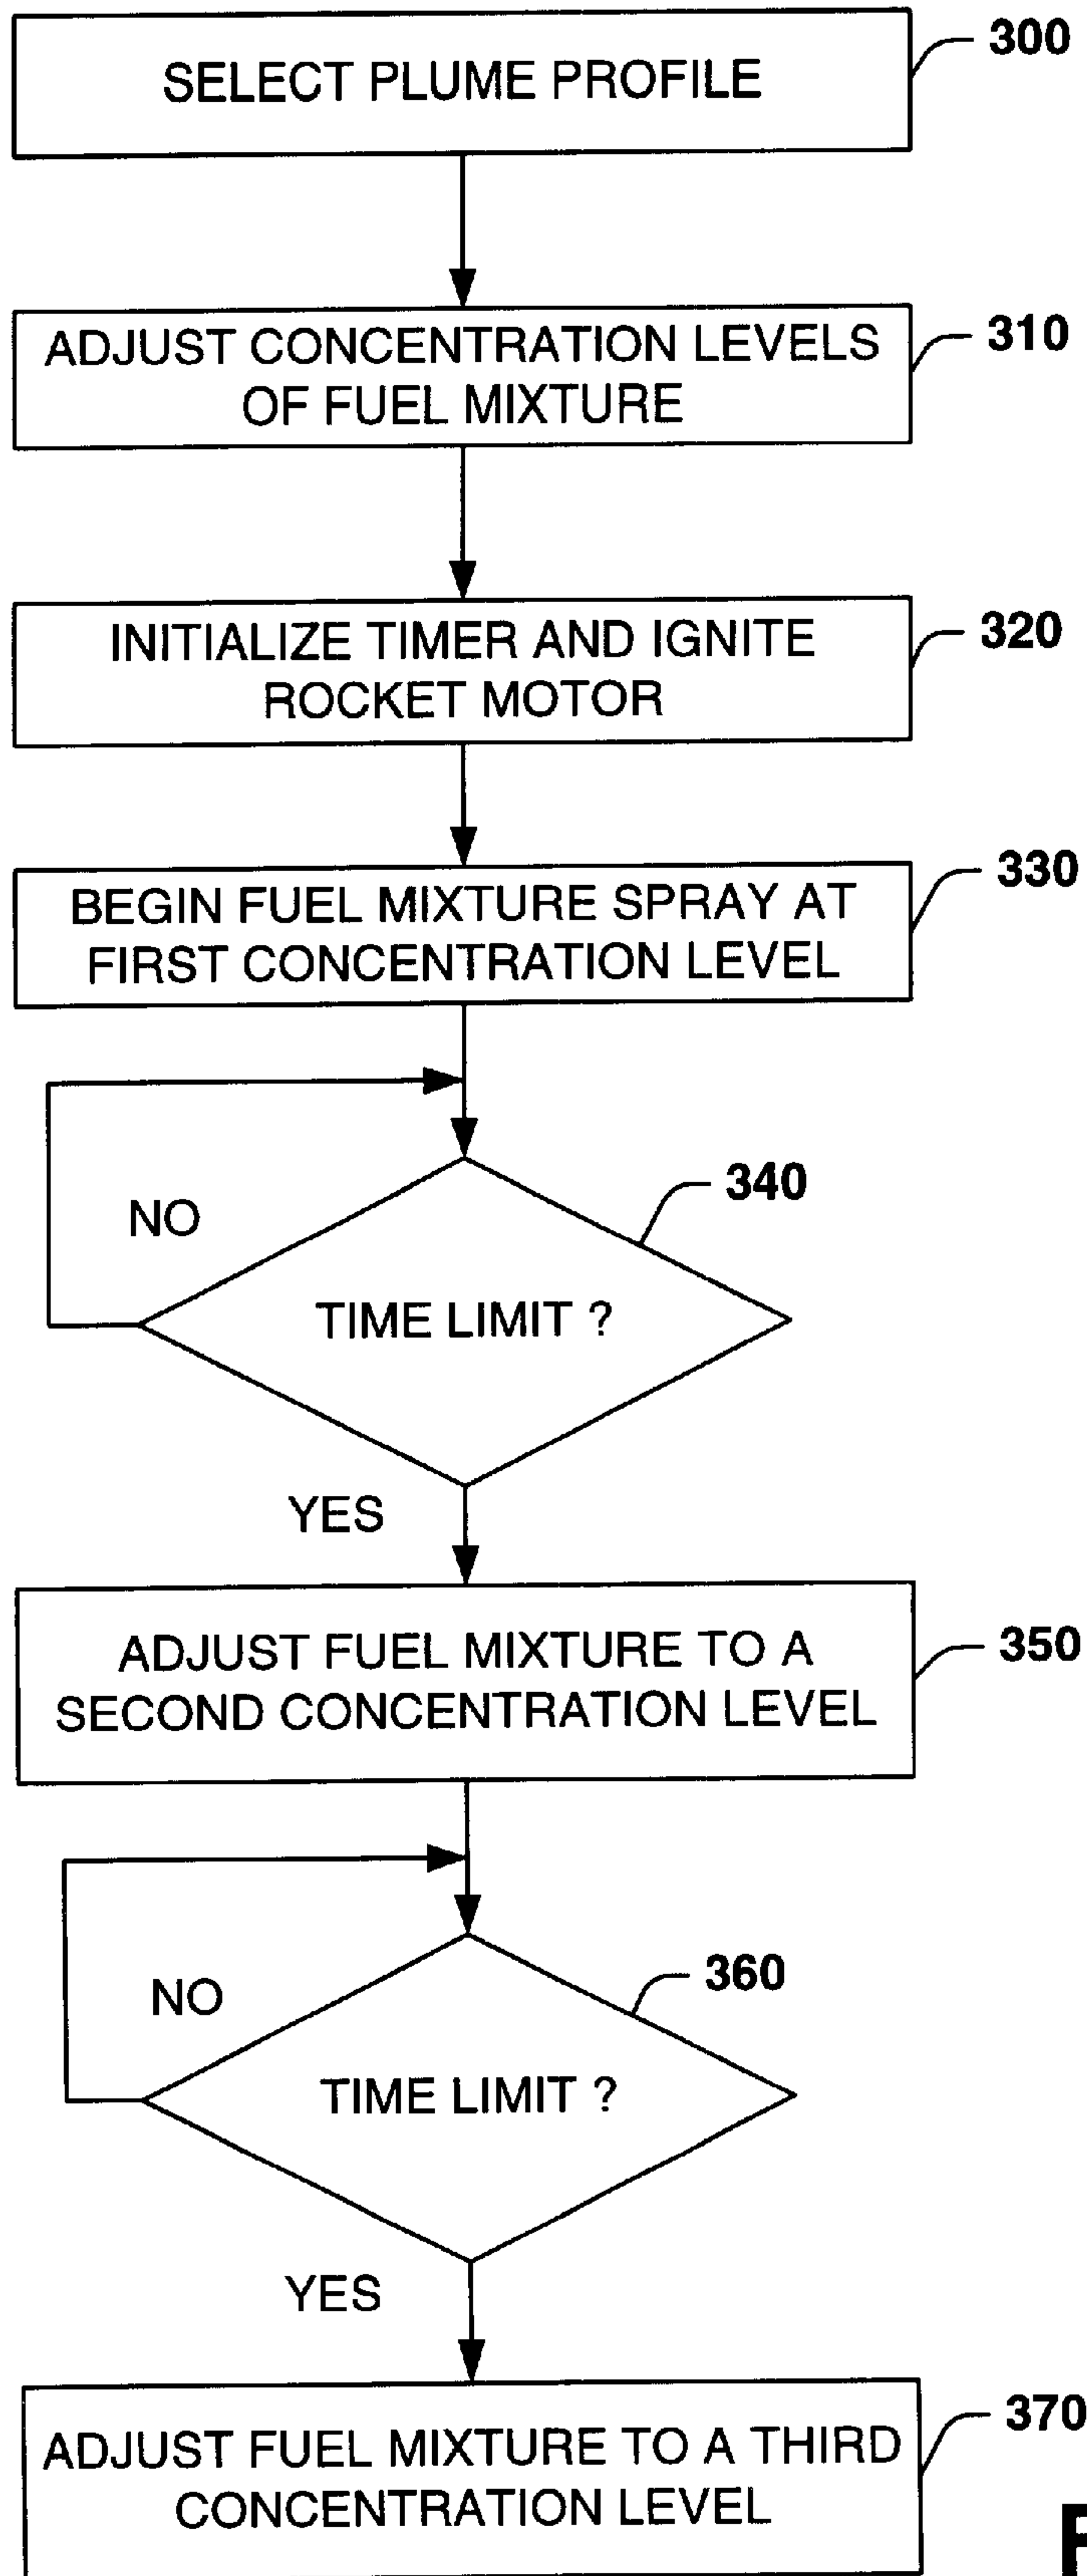 SELECT PLUME PROFILE
300
ADJUST CONCENTRATION LEVELS
OF FUEL MIXTURE
310
INITIALIZE TIMER AND IGNITE
ROCKET MOTOR
320
BEGIN FUEL MIXTURE SPRAY AT
FIRST CONCENTRATION LEVEL
330
340
NO
TIME LIMIT ?
YES
ADJUST FUEL MIXTURE TO A
SECOND CONCENTRATION LEVEL
350
360
NO
TIME LIMIT ?
YES
ADJUST FUEL MIXTURE TO A THIRD
CONCENTRATION LEVEL
370